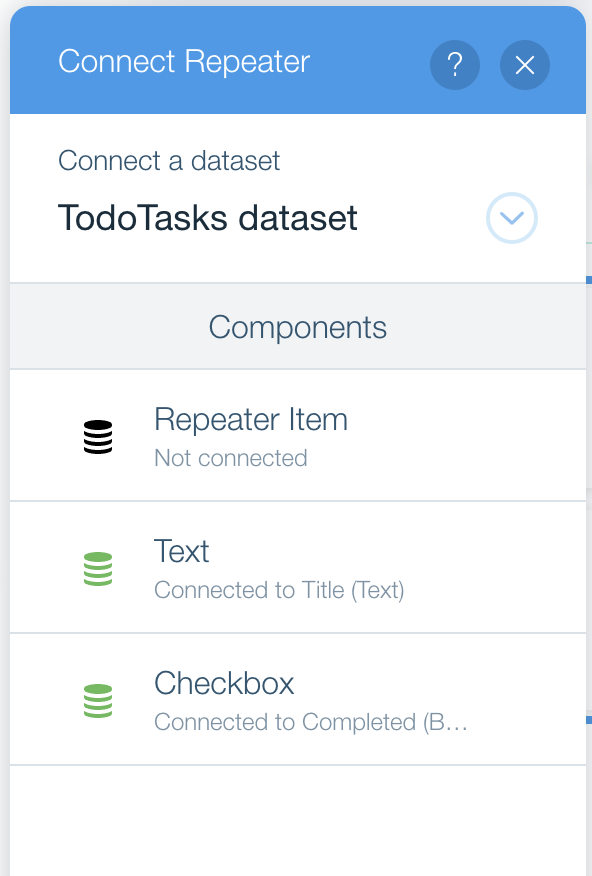 Connect Repeater
?
Connect a dataset
TodoTasks dataset
Components
Repeater Item
Not connected
Text
Connected to Title (Text)
Checkbox
Connected to Completed (B...